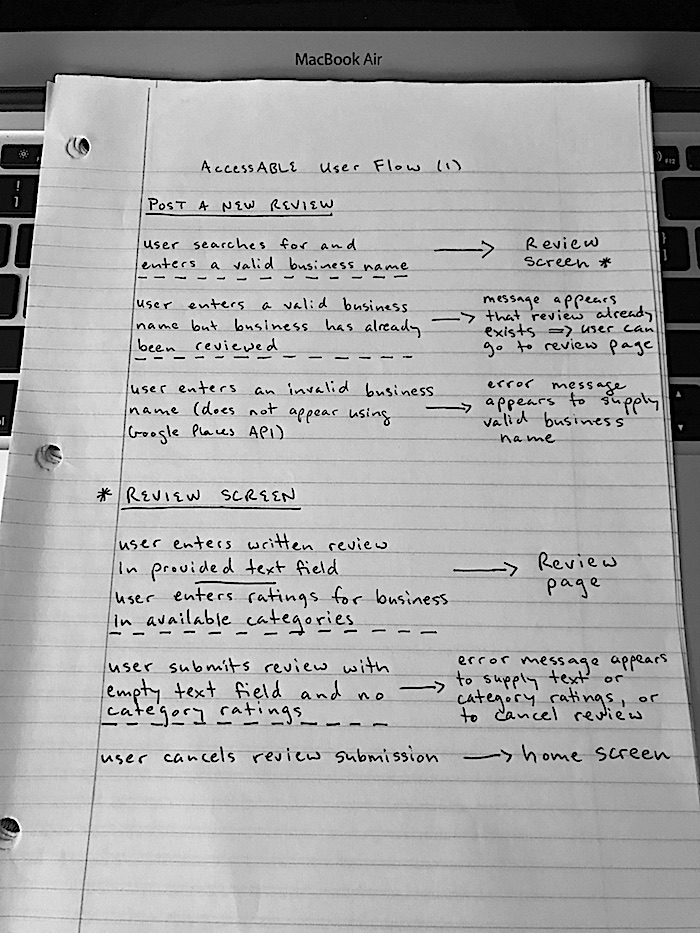 MacBook Air
AccessABLE User Flow (1)
POST A NEW REVIEW
user searches for and → Review
enters a valid business name screen *
user enters a valid business → message appears
name but business has already that review already
been reviewed exists => user can
go to review page
user enters an invalid business → error message
name (does not appear using appears to supply
Google Places API) valid business
name
* REVIEW SCREEN
user enters written review
In provided text field → Review
user enters ratings for business page
In available categories
user submits review with → error message appears
empty text field and no to supply text or
category ratings category ratings, or
to cancel review
user cancels review submission → home screen
F12
!
1